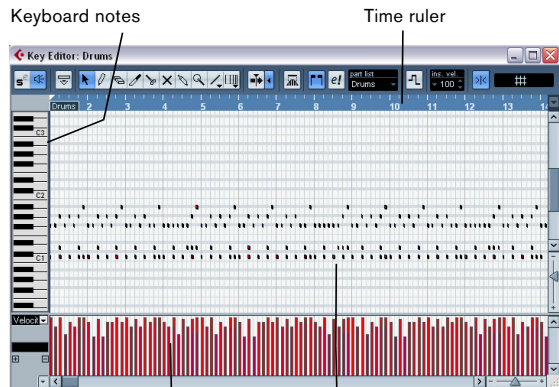 Keyboard notes
Time ruler
Key Editor: Drums
part list
Drums
ins. vel.
100
Drums 2 3 4 5 6 7 8 9 10 11 12 13 14
C3
C2
C1
Velocit